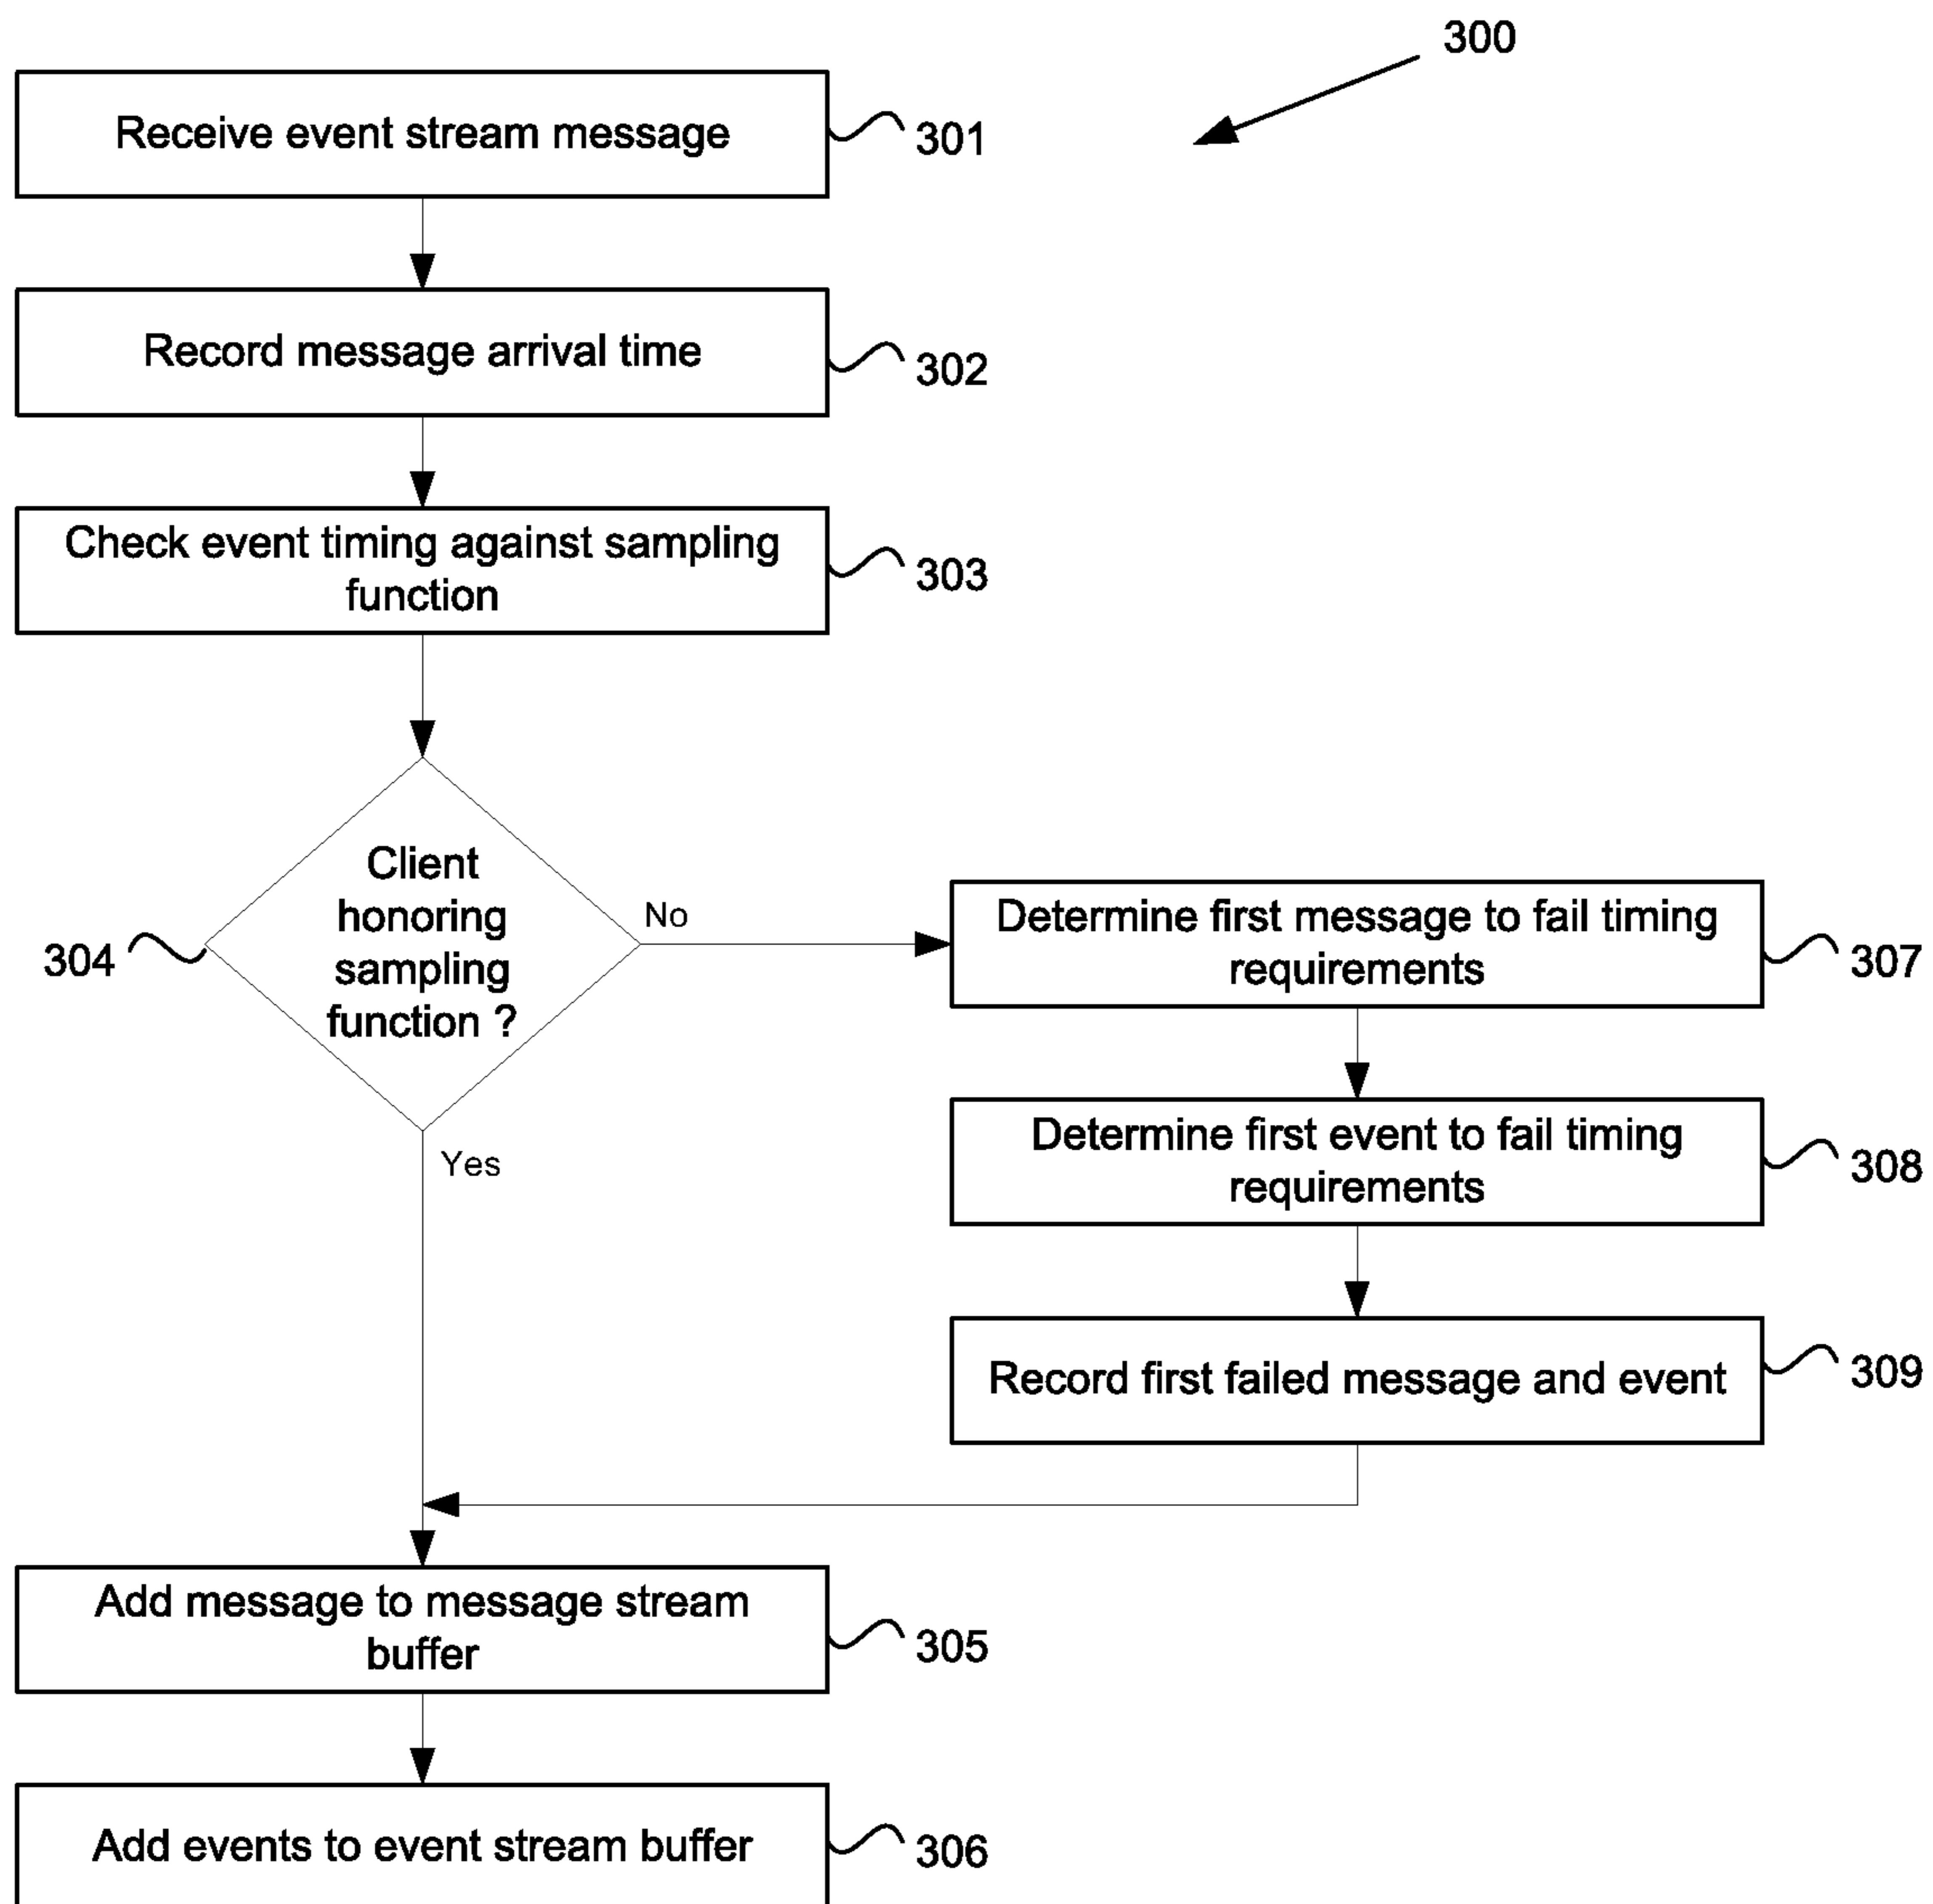 300
Receive event stream message
301
Record message arrival time
302
Check event timing against sampling
function
303
Client
honoring
sampling
function ?
304
No
Yes
Determine first message to fail timing
requirements
307
Determine first event to fail timing
requirements
308
Record first failed message and event
309
Add message to message stream
buffer
305
Add events to event stream buffer
306